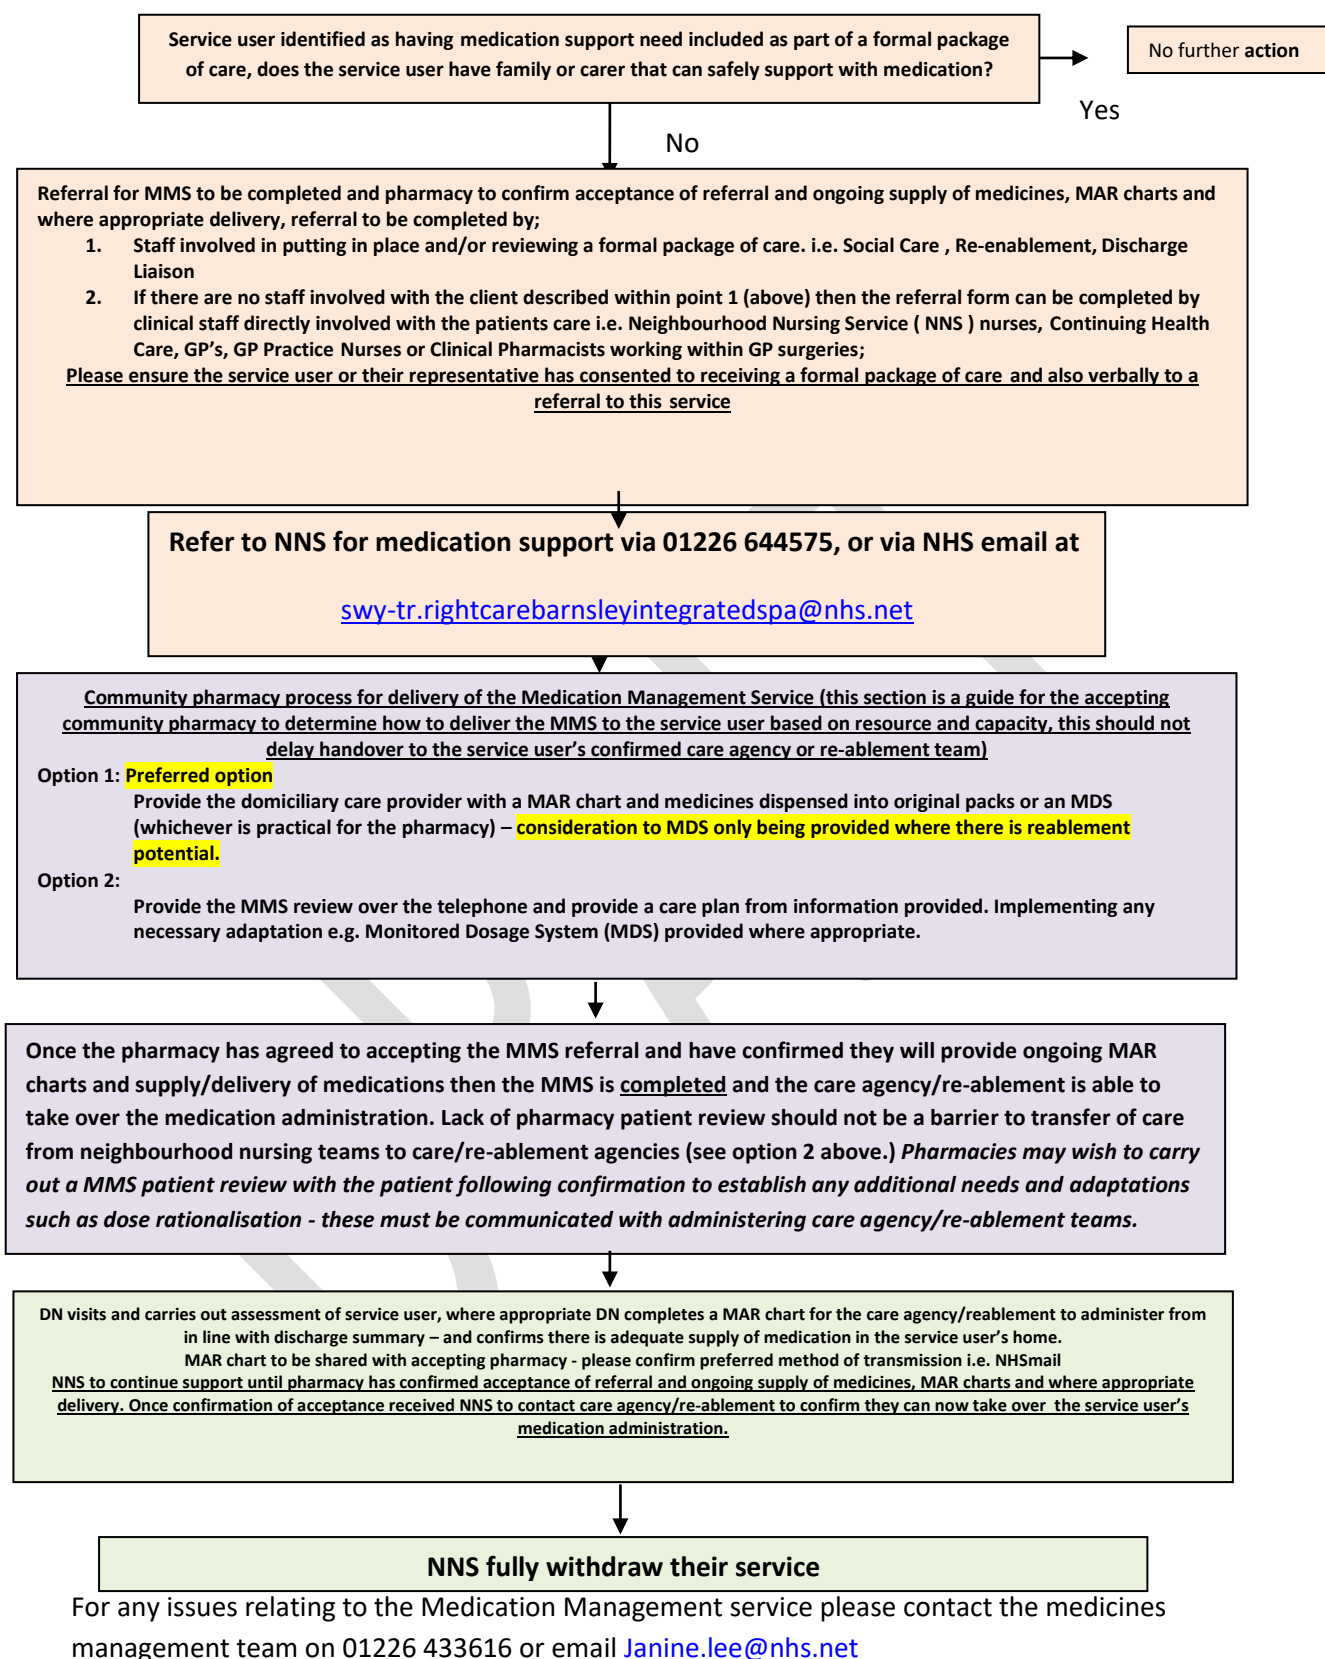 Service user identified as having medication support need included as part of a formal package
of care, does the service user have family or carer that can safely support with medication?
No further action
Yes
No
Referral for MMS to be completed and pharmacy to confirm acceptance of referral and ongoing supply of medicines, MAR charts and
where appropriate delivery, referral to be completed by;
1. Staff involved in putting in place and/or reviewing a formal package of care. i.e. Social Care , Re-enablement, Discharge
Liaison
2. If there are no staff involved with the client described within point 1 (above) then the referral form can be completed by
clinical staff directly involved with the patients care i.e. Neighbourhood Nursing Service ( NNS ) nurses, Continuing Health
Care, GP's, GP Practice Nurses or Clinical Pharmacists working within GP surgeries;
Please ensure the service user or their representative has consented to receiving a formal package of care and also verbally to a
referral to this service
Refer to NNS for medication support via 01226 644575, or via NHS email at
swy-tr.rightcarebarnsleyintegratedspa@nhs.net
Community pharmacy process for delivery of the Medication Management Service (this section is a guide for the accepting
community pharmacy to determine how to deliver the MMS to the service user based on resource and capacity, this should not
delay handover to the service user's confirmed care agency or re-ablement team)
Option 1: Preferred option
Provide the domiciliary care provider with a MAR chart and medicines dispensed into original packs or an MDS
(whichever is practical for the pharmacy) – consideration to MDS only being provided where there is reablement
potential.
Option 2:
Provide the MMS review over the telephone and provide a care plan from information provided. Implementing any
necessary adaptation e.g. Monitored Dosage System (MDS) provided where appropriate.
Once the pharmacy has agreed to accepting the MMS referral and have confirmed they will provide ongoing MAR
charts and supply/delivery of medications then the MMS is completed and the care agency/re-ablement is able to
take over the medication administration. Lack of pharmacy patient review should not be a barrier to transfer of care
from neighbourhood nursing teams to care/re-ablement agencies (see option 2 above.) Pharmacies may wish to carry
out a MMS patient review with the patient following confirmation to establish any additional needs and adaptations
such as dose rationalisation - these must be communicated with administering care agency/re-ablement teams.
DN visits and carries out assessment of service user, where appropriate DN completes a MAR chart for the care agency/reablement to administer from
in line with discharge summary – and confirms there is adequate supply of medication in the service user's home.
MAR chart to be shared with accepting pharmacy - please confirm preferred method of transmission i.e. NHSmail
NNS to continue support until pharmacy has confirmed acceptance of referral and ongoing supply of medicines, MAR charts and where appropriate
delivery. Once confirmation of acceptance received NNS to contact care agency/re-ablement to confirm they can now take over the service user's
medication administration.
NNS fully withdraw their service
For any issues relating to the Medication Management service please contact the medicines
management team on 01226 433616 or email Janine.lee@nhs.net